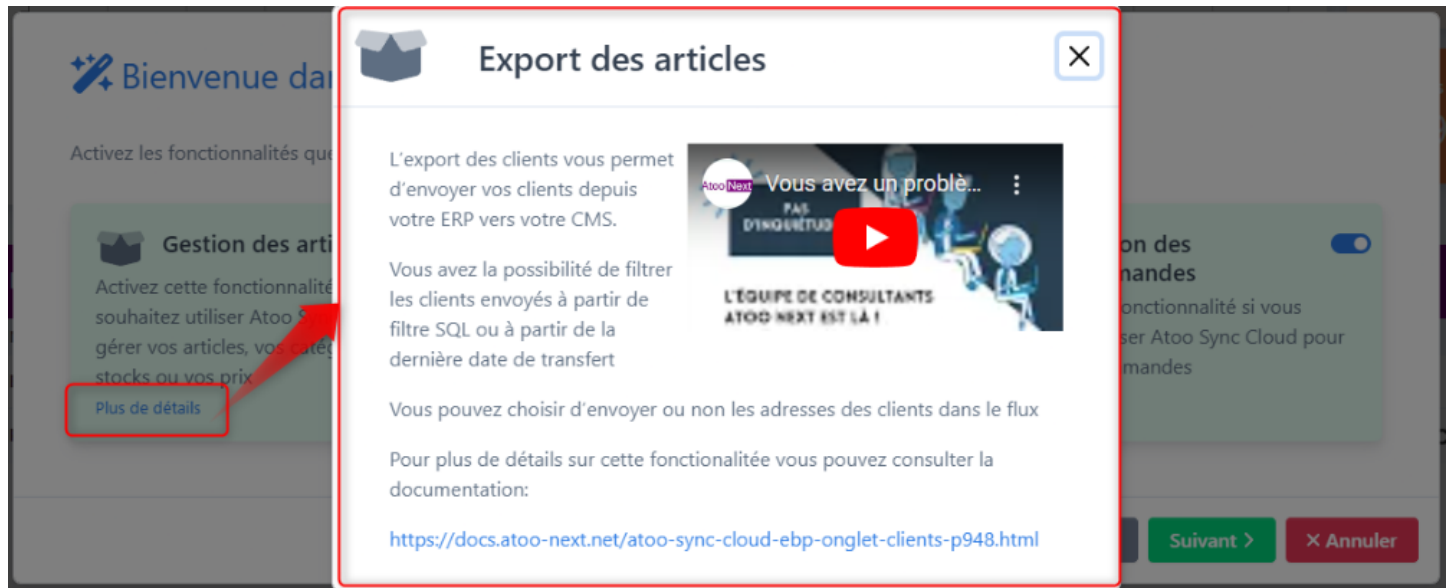 Bienvenue dan
Activez les fonctionnalités que
Gestion des arti
Activez cette fonctionnalité
souhaitez utiliser Atoo
gérer vos articles, vos caté
stocks ou vos prix
Plus de détails
Export des articles
L'export des clients vous permet
d'envoyer vos clients depuis
votre ERP vers votre CMS.
Vous avez la possibilité de filtrer
les clients envoyés à partir de
filtre SQL ou à partir de la
dernière date de transfert
Atoo Next
Vous avez un problè...
PAS
D'INQUIÉTUD
L'ÉQUIPE DE CONSULTANTS
ATOO NEXT EST LÀ !
Vous pouvez choisir d'envoyer ou non les adresses des clients dans le flux
Pour plus de détails sur cette fonctionalitée vous pouvez consulter la
documentation:
https://docs.atoo-next.net/atoo-sync-cloud-ebp-onglet-clients-p948.html
on des
mandes
onctionnalité si vous
ser Atoo Sync Cloud pour
mandes
Suivant >
× Annuler